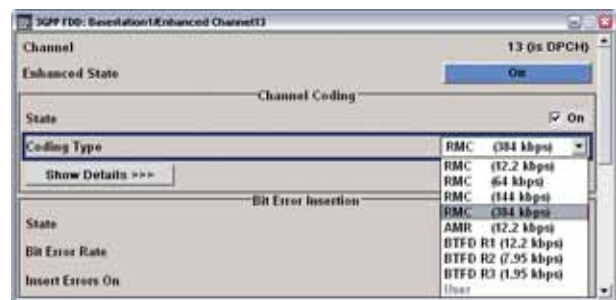 3GPP FDD: Basestation1/Enhanced Channel13
Channel 13 (is DPCH)
Enhanced State On
Channel Coding
State On
Coding Type RMC (384 kbps)
RMC (12.2 kbps)
Show Details >>> RMC (64 kbps)
RMC (144 kbps)
Bit Error Insertion RMC (384 kbps)
State AMR (12.2 kbps)
BTFD R1 (12.2 kbps)
Bit Error Rate BTFD R2 (7.95 kbps)
BTFD R3 (1.95 kbps)
Insert Errors On User